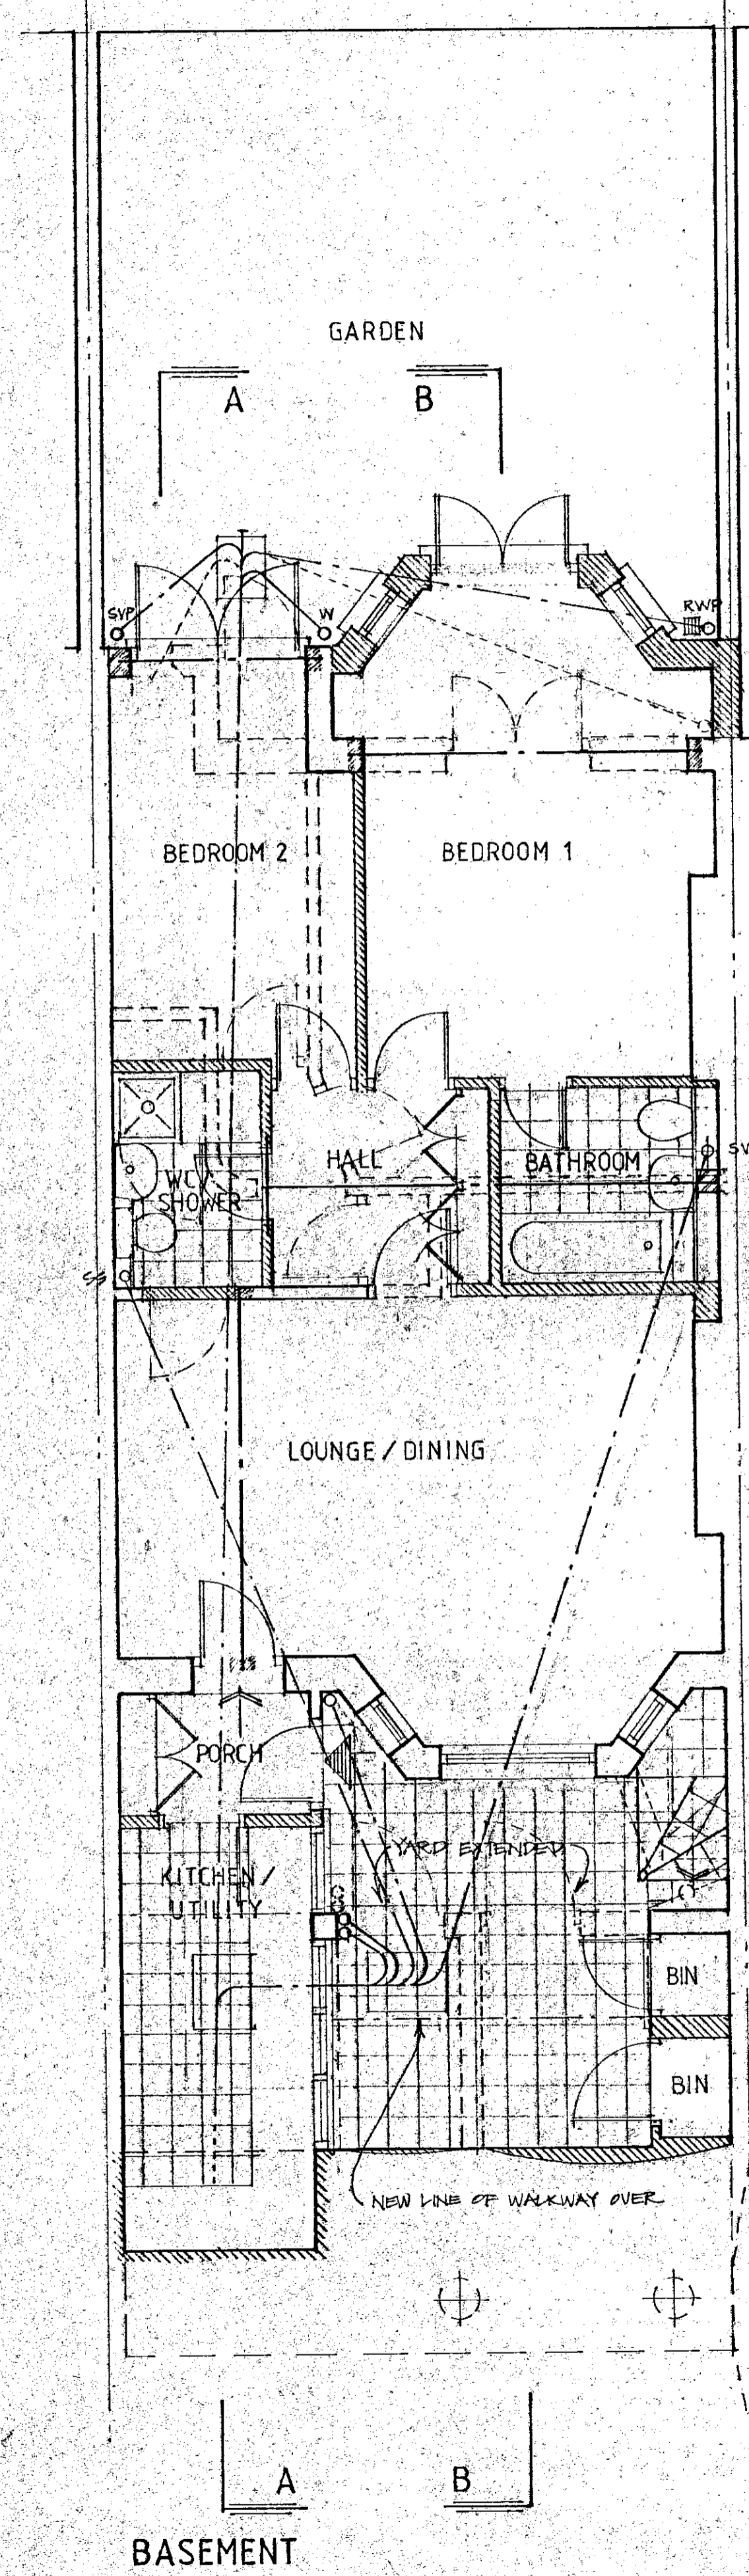 GARDEN
A
B
SVP
W
RWP
BEDROOM 2
BEDROOM 1
HALL
BATHROOM
WC/
SHOWER
SV
LOUNGE / DINING
PORCH
YARD EXTENDED
KITCHEN /
UTILITY
BIN
BIN
NEW LINE OF WALKWAY OVER
A
B
BASEMENT